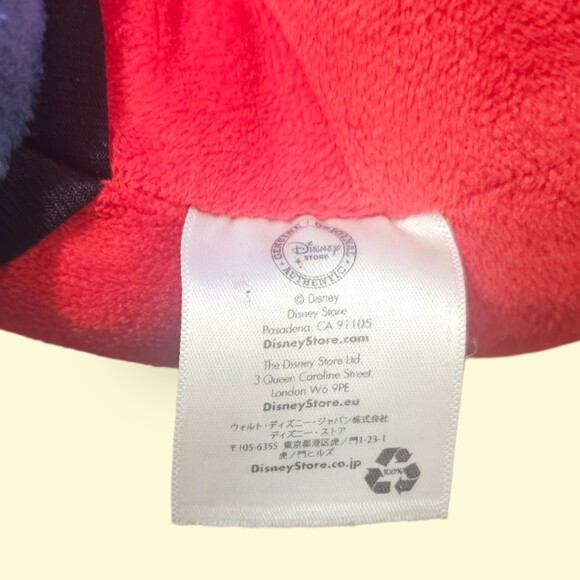 GENUINE ORIGINAL
Disney
STORE
AUTHENTIC
© Disney
Disney Store
Pasadena, CA 91105
DisneyStore.com
The Disney Store Ltd.
3 Queen Caroline Street,
London W6 9PE
DisneyStore.eu
ウォルト・ディズニー・ジャパン株式会社
ディズニー・ストア
〒105-6355 東京都港区虎ノ門1-23-1
虎ノ門ヒルズ
DisneyStore.co.jp
100%